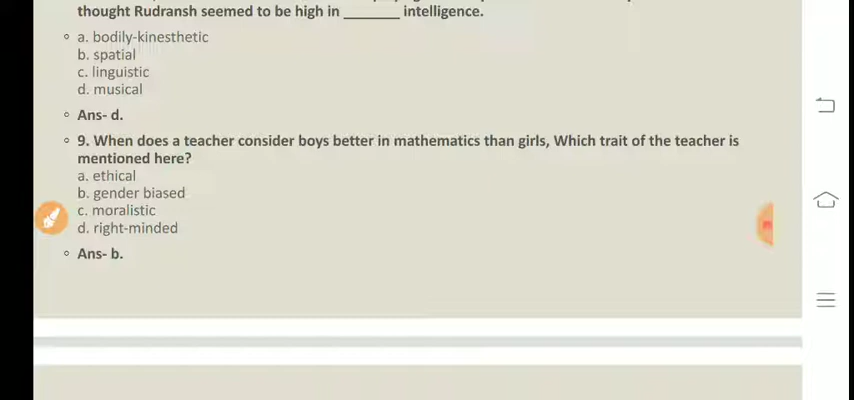 thought Rudransh seemed to be high in _______ intelligence.
a. bodily-kinesthetic
b. spatial
c. linguistic
d. musical
Ans- d.
9. When does a teacher consider boys better in mathematics than girls, Which trait of the teacher is
mentioned here?
a. ethical
b. gender biased
c. moralistic
d. right-minded
Ans- b.